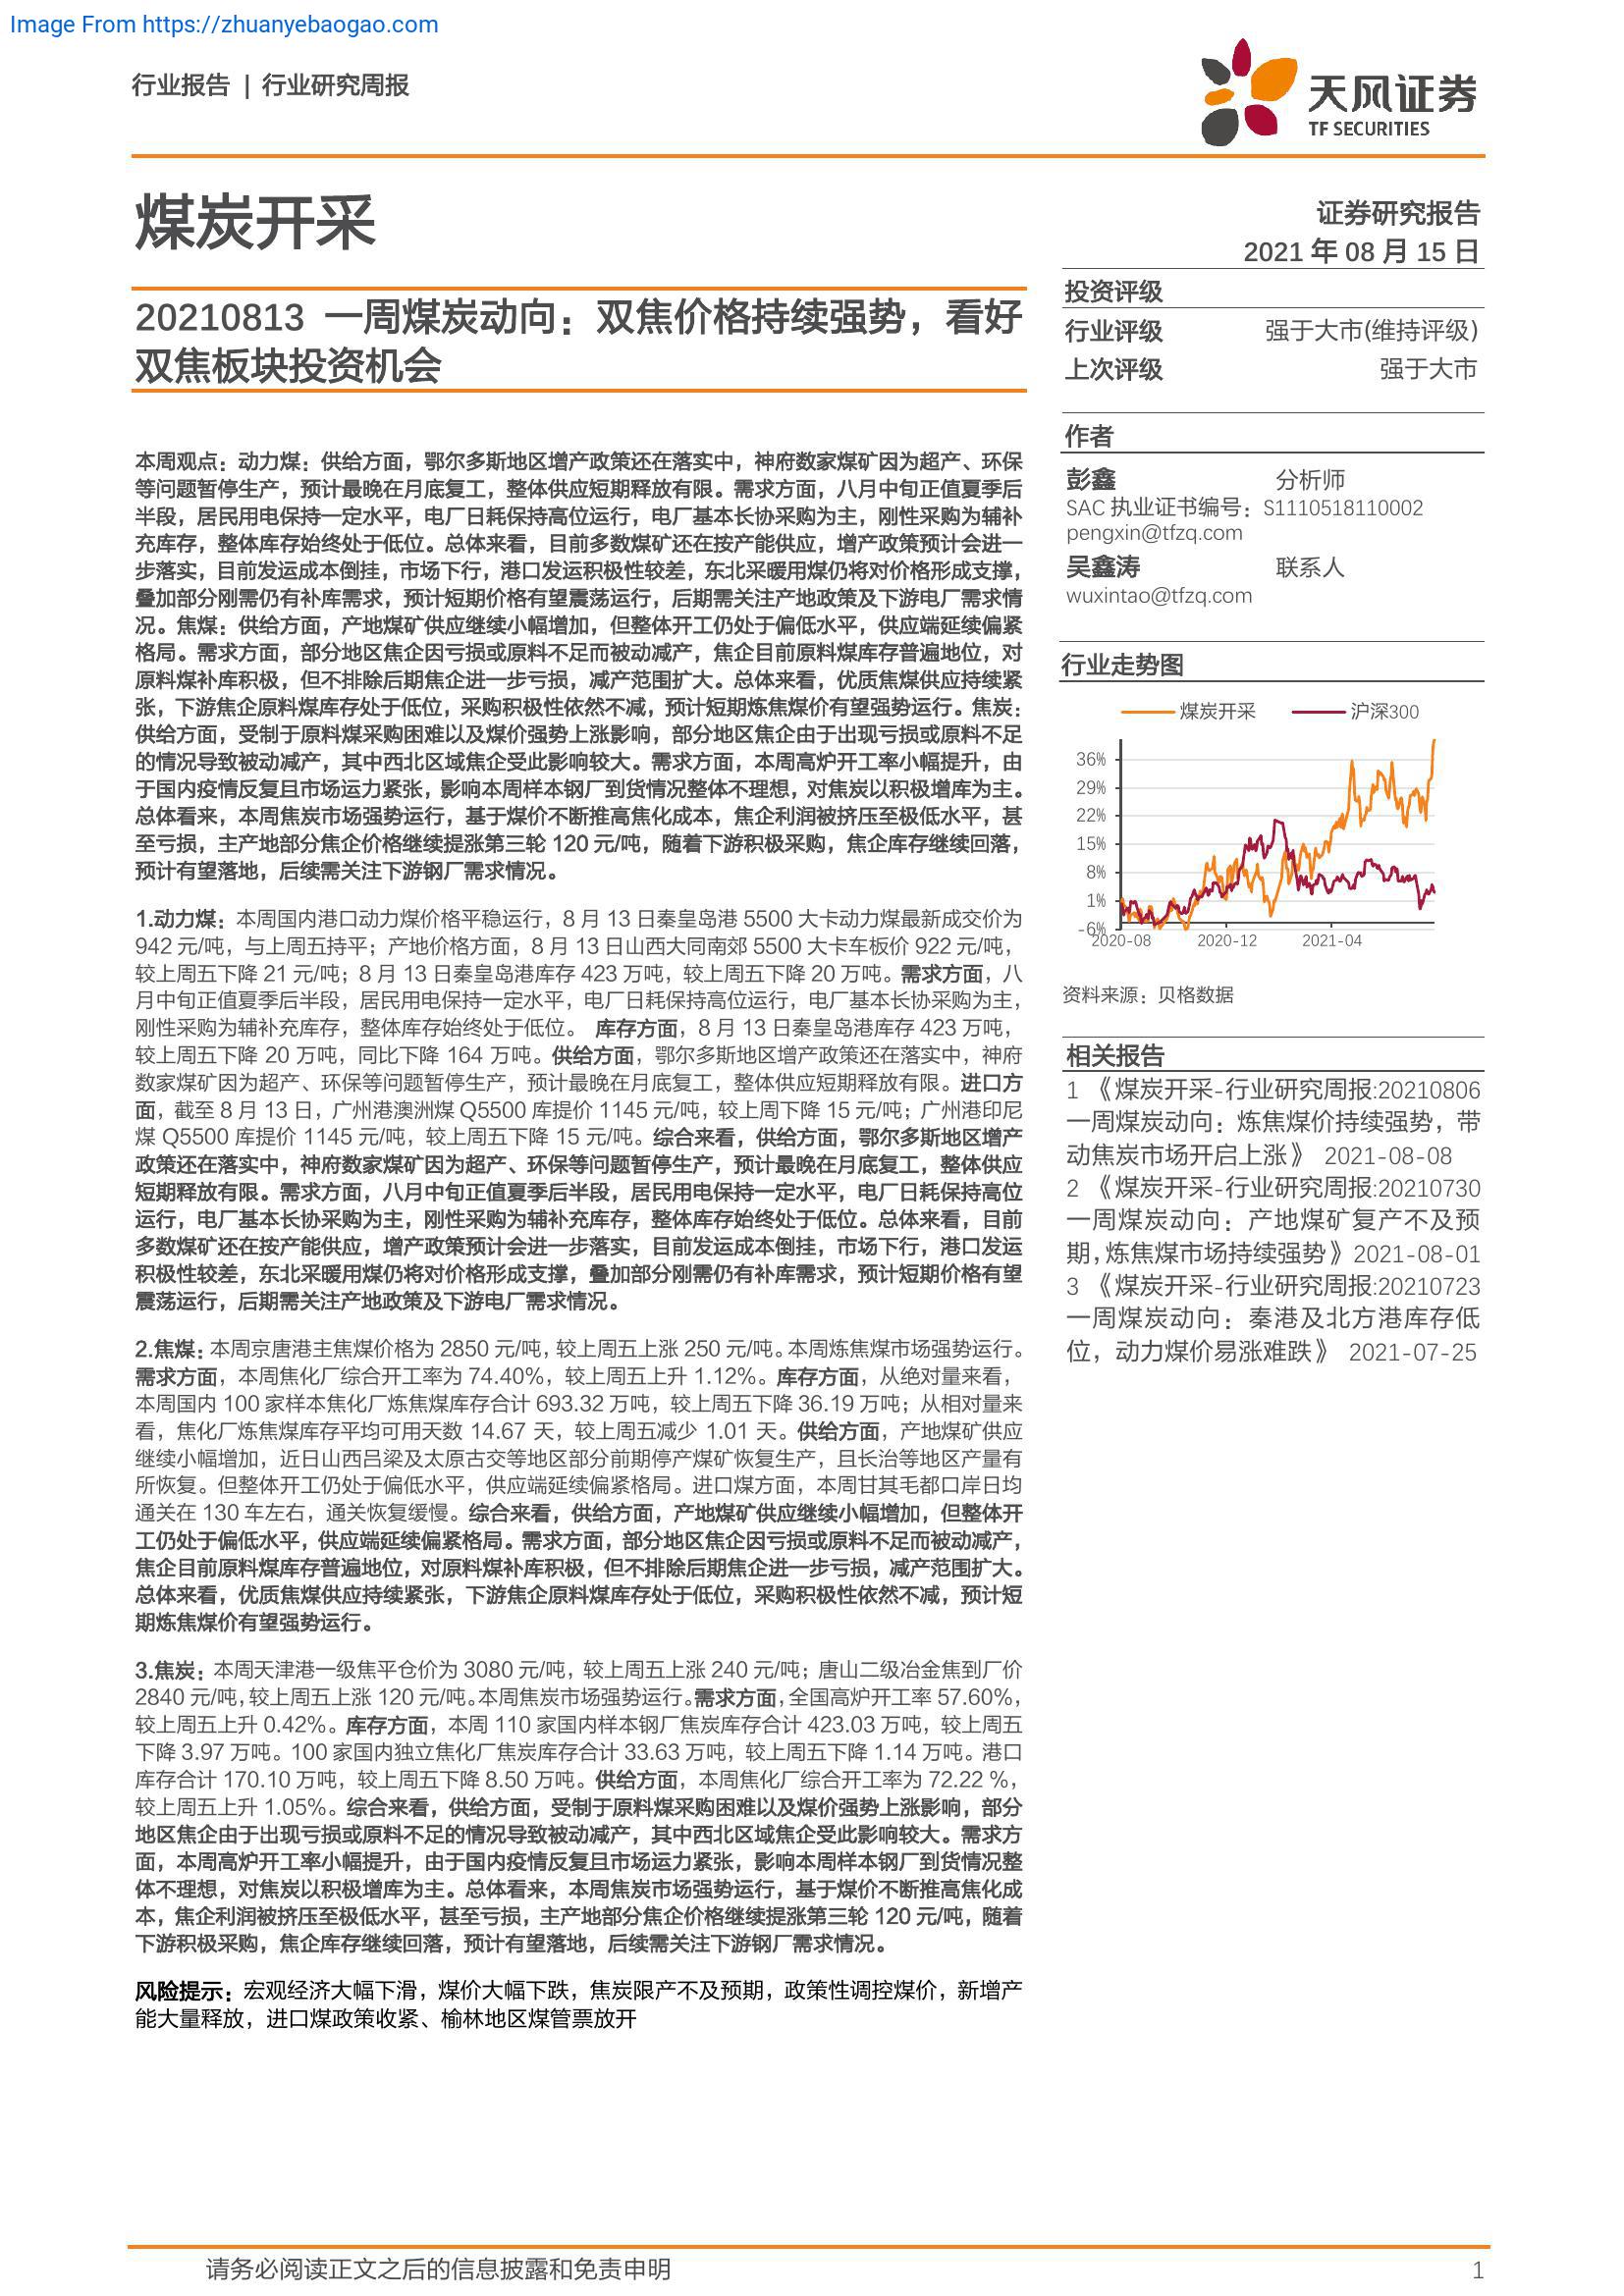 Image From https://zhuanyebaogao.com
行业报告 | 行业研究周报
天风证券
TF SECURITIES
煤炭开采
证券研究报告
2021 年 08 月 15 日
20210813 一周煤炭动向：双焦价格持续强势，看好
双焦板块投资机会
本周观点：动力煤：供给方面，鄂尔多斯地区增产政策还在落实中，神府数家煤矿因为超产、环保
等问题暂停生产，预计最晚在月底复工，整体供应短期释放有限。需求方面，八月中旬正值夏季后
半段，居民用电保持一定水平，电厂日耗保持高位运行，电厂基本长协采购为主，刚性采购为辅补
充库存，整体库存始终处于低位。总体来看，目前多数煤矿还在按产能供应，增产政策预计会进一
步落实，目前发运成本倒挂，市场下行，港口发运积极性较差，东北采暖用煤仍将对价格形成支撑，
叠加部分刚需仍有补库需求，预计短期价格有望震荡运行，后期需关注产地政策及下游电厂需求情
况。焦煤：供给方面，产地煤矿供应继续小幅增加，但整体开工仍处于偏低水平，供应端延续偏紧
格局。需求方面，部分地区焦企因亏损或原料不足而被动减产，焦企目前原料煤库存普遍地位，对
原料煤补库积极，但不排除后期焦企进一步亏损，减产范围扩大。总体来看，优质焦煤供应持续紧
张，下游焦企原料煤库存处于低位，采购积极性依然不减，预计短期炼焦煤价有望强势运行。焦炭：
供给方面，受制于原料煤采购困难以及煤价强势上涨影响，部分地区焦企由于出现亏损或原料不足
的情况导致被动减产，其中西北区域焦企受此影响较大。需求方面，本周高炉开工率小幅提升，由
于国内疫情反复且市场运力紧张，影响本周样本钢厂到货情况整体不理想，对焦炭以积极增库为主。
总体看来，本周焦炭市场强势运行，基于煤价不断推高焦化成本，焦企利润被挤压至极低水平，甚
至亏损，主产地部分焦企价格继续提涨第三轮 120 元/吨，随着下游积极采购，焦企库存继续回落，
预计有望落地，后续需关注下游钢厂需求情况。
1.动力煤：本周国内港口动力煤价格平稳运行，8 月 13 日秦皇岛港 5500 大卡动力煤最新成交价为
942 元/吨，与上周五持平；产地价格方面，8 月 13 日山西大同南郊 5500 大卡车板价 922 元/吨，
较上周五下降 21 元/吨；8 月 13 日秦皇岛港库存 423 万吨，较上周五下降 20 万吨。需求方面，八
月中旬正值夏季后半段，居民用电保持一定水平，电厂日耗保持高位运行，电厂基本长协采购为主，
刚性采购为辅补充库存，整体库存始终处于低位。 库存方面，8 月 13 日秦皇岛港库存 423 万吨，
较上周五下降 20 万吨，同比下降 164 万吨。供给方面，鄂尔多斯地区增产政策还在落实中，神府
数家煤矿因为超产、环保等问题暂停生产，预计最晚在月底复工，整体供应短期释放有限。进口方
面，截至 8 月 13 日，广州港澳洲煤 Q5500 库提价 1145 元/吨，较上周下降 15 元/吨；广州港印尼
煤 Q5500 库提价 1145 元/吨，较上周五下降 15 元/吨。综合来看，供给方面，鄂尔多斯地区增产
政策还在落实中，神府数家煤矿因为超产、环保等问题暂停生产，预计最晚在月底复工，整体供应
短期释放有限。需求方面，八月中旬正值夏季后半段，居民用电保持一定水平，电厂日耗保持高位
运行，电厂基本长协采购为主，刚性采购为辅补充库存，整体库存始终处于低位。总体来看，目前
多数煤矿还在按产能供应，增产政策预计会进一步落实，目前发运成本倒挂，市场下行，港口发运
积极性较差，东北采暖用煤仍将对价格形成支撑，叠加部分刚需仍有补库需求，预计短期价格有望
震荡运行，后期需关注产地政策及下游电厂需求情况。
2.焦煤：本周京唐港主焦煤价格为 2850 元/吨，较上周五上涨 250 元/吨。本周炼焦煤市场强势运行。
需求方面，本周焦化厂综合开工率为 74.40%，较上周五上升 1.12%。库存方面，从绝对量来看，
本周国内 100 家样本焦化厂炼焦煤库存合计 693.32 万吨，较上周五下降 36.19 万吨；从相对量来
看，焦化厂炼焦煤库存平均可用天数 14.67 天，较上周五减少 1.01 天。供给方面，产地煤矿供应
继续小幅增加，近日山西吕梁及太原古交等地区部分前期停产煤矿恢复生产，且长治等地区产量有
所恢复。但整体开工仍处于偏低水平，供应端延续偏紧格局。进口煤方面，本周甘其毛都口岸日均
通关在 130 车左右，通关恢复缓慢。综合来看，供给方面，产地煤矿供应继续小幅增加，但整体开
工仍处于偏低水平，供应端延续偏紧格局。需求方面，部分地区焦企因亏损或原料不足而被动减产，
焦企目前原料煤库存普遍地位，对原料煤补库积极，但不排除后期焦企进一步亏损，减产范围扩大。
总体来看，优质焦煤供应持续紧张，下游焦企原料煤库存处于低位，采购积极性依然不减，预计短
期炼焦煤价有望强势运行。
3.焦炭：本周天津港一级焦平仓价为 3080 元/吨，较上周五上涨 240 元/吨；唐山二级冶金焦到厂价
2840 元/吨，较上周五上涨 120 元/吨。本周焦炭市场强势运行。需求方面，全国高炉开工率 57.60%，
较上周五上升 0.42%。库存方面，本周 110 家国内样本钢厂焦炭库存合计 423.03 万吨，较上周五
下降 3.97 万吨。100 家国内独立焦化厂焦炭库存合计 33.63 万吨，较上周五下降 1.14 万吨。港口
库存合计 170.10 万吨，较上周五下降 8.50 万吨。供给方面，本周焦化厂综合开工率为 72.22 %，
较上周五上升 1.05%。综合来看，供给方面，受制于原料煤采购困难以及煤价强势上涨影响，部分
地区焦企由于出现亏损或原料不足的情况导致被动减产，其中西北区域焦企受此影响较大。需求方
面，本周高炉开工率小幅提升，由于国内疫情反复且市场运力紧张，影响本周样本钢厂到货情况整
体不理想，对焦炭以积极增库为主。总体看来，本周焦炭市场强势运行，基于煤价不断推高焦化成
本，焦企利润被挤压至极低水平，甚至亏损，主产地部分焦企价格继续提涨第三轮 120 元/吨，随着
下游积极采购，焦企库存继续回落，预计有望落地，后续需关注下游钢厂需求情况。
风险提示：宏观经济大幅下滑，煤价大幅下跌，焦炭限产不及预期，政策性调控煤价，新增产
能大量释放，进口煤政策收紧、榆林地区煤管票放开
投资评级
行业评级 强于大市(维持评级)
上次评级 强于大市
作者
彭鑫 分析师
SAC 执业证书编号：S1110518110002
pengxin@tfzq.com
吴鑫涛 联系人
wuxintao@tfzq.com
行业走势图
煤炭开采 沪深300
36%
29%
22%
15%
8%
1%
-6%
2020-08 2020-12 2021-04
资料来源：贝格数据
相关报告
1 《煤炭开采-行业研究周报:20210806
一周煤炭动向：炼焦煤价持续强势，带
动焦炭市场开启上涨》 2021-08-08
2 《煤炭开采-行业研究周报:20210730
一周煤炭动向：产地煤矿复产不及预
期，炼焦煤市场持续强势》 2021-08-01
3 《煤炭开采-行业研究周报:20210723
一周煤炭动向：秦港及北方港库存低
位，动力煤价易涨难跌》 2021-07-25
请务必阅读正文之后的信息披露和免责申明 1